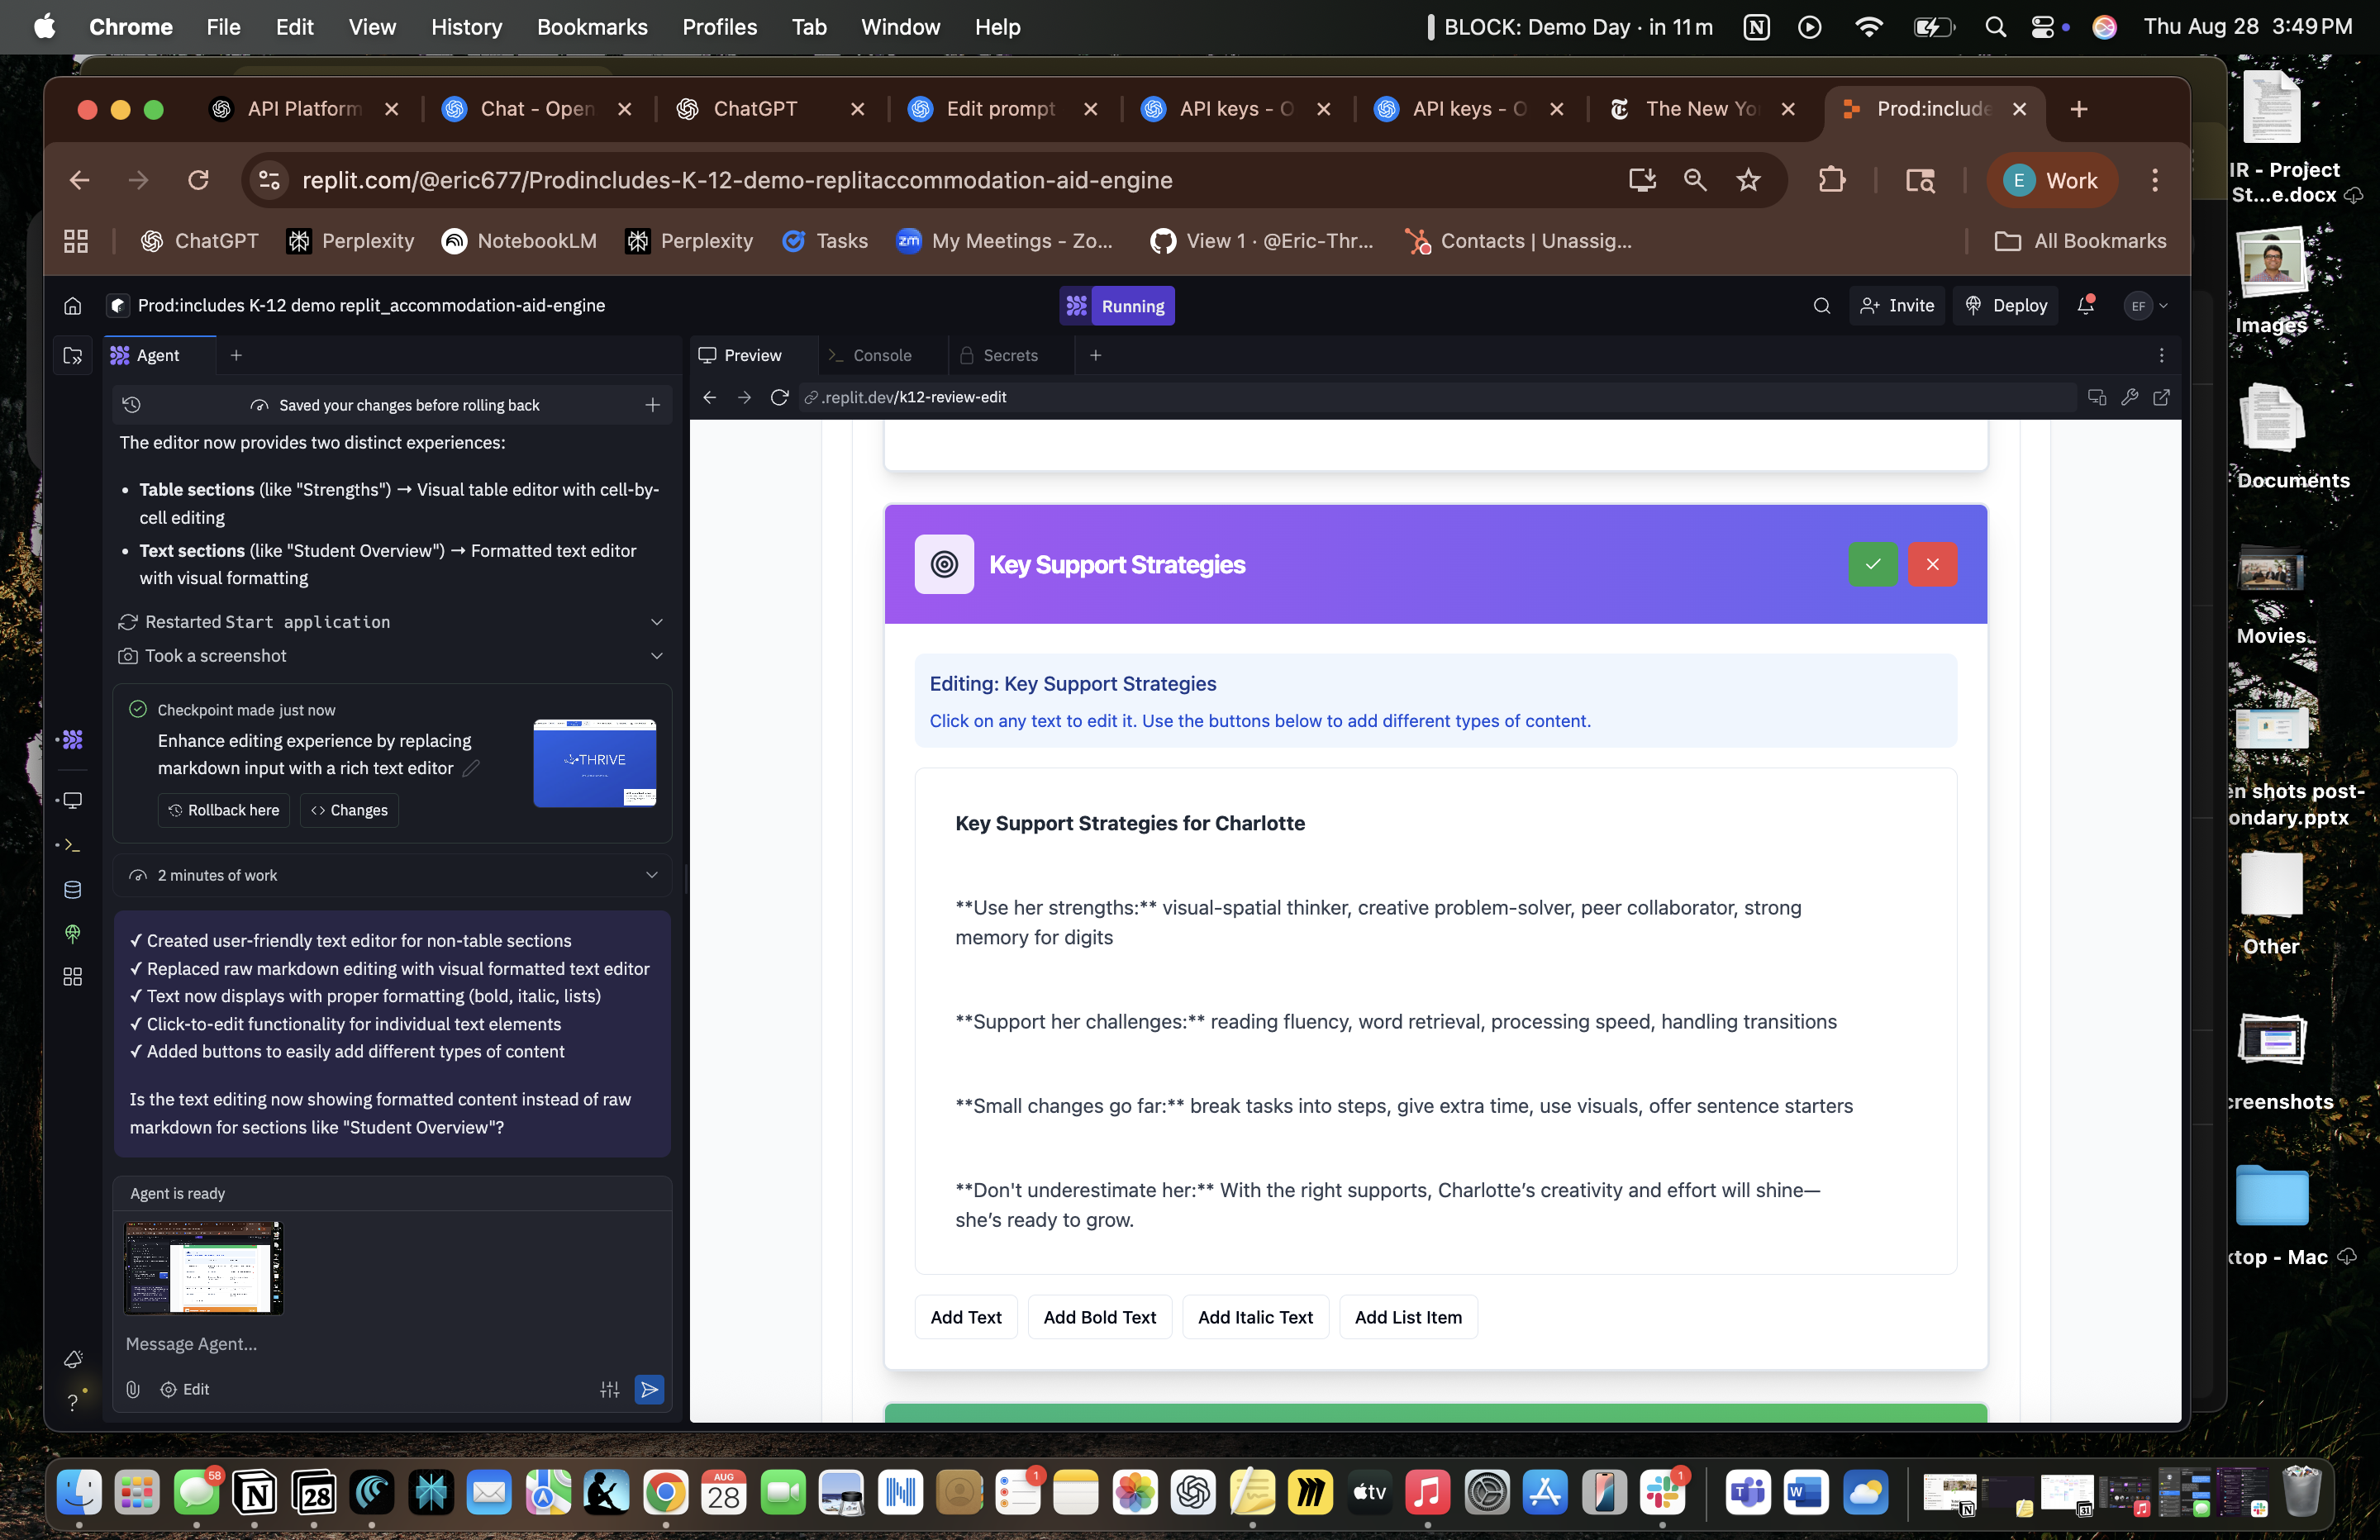 Chrome File Edit View History Bookmarks Profiles Tab Window Help
BLOCK: Demo Day · in 11 m
Thu Aug 28 3:49 PM
API Platform
Chat - Open
ChatGPT
Edit prompt
API keys - O
API keys - O
The New Yo
Prod:include
replit.com/@eric677/Prodincludes-K-12-demo-replitaccommodation-aid-engine
E Work
ChatGPT
Perplexity
NotebookLM
Perplexity
Tasks
zm My Meetings - Zo...
View 1 · @Eric-Thr...
Contacts | Unassig...
All Bookmarks
Prod:includes K-12 demo replit_accommodation-aid-engine
Running
Invite
Deploy
EF
Agent
Preview
Console
Secrets
Saved your changes before rolling back
.replit.dev/k12-review-edit
The editor now provides two distinct experiences:
• Table sections (like "Strengths") → Visual table editor with cell-by-
cell editing
• Text sections (like "Student Overview") → Formatted text editor
with visual formatting
Restarted Start application
Took a screenshot
Checkpoint made just now
Enhance editing experience by replacing
markdown input with a rich text editor
THRIVE
Rollback here
Changes
2 minutes of work
✓ Created user-friendly text editor for non-table sections
✓ Replaced raw markdown editing with visual formatted text editor
✓ Text now displays with proper formatting (bold, italic, lists)
✓ Click-to-edit functionality for individual text elements
✓ Added buttons to easily add different types of content
Is the text editing now showing formatted content instead of raw
markdown for sections like "Student Overview"?
Agent is ready
Message Agent...
Edit
Key Support Strategies
Editing: Key Support Strategies
Click on any text to edit it. Use the buttons below to add different types of content.
Key Support Strategies for Charlotte
**Use her strengths:** visual-spatial thinker, creative problem-solver, peer collaborator, strong
memory for digits
**Support her challenges:** reading fluency, word retrieval, processing speed, handling transitions
**Small changes go far:** break tasks into steps, give extra time, use visuals, offer sentence starters
**Don't underestimate her:** With the right supports, Charlotte’s creativity and effort will shine—
she’s ready to grow.
Add Text
Add Bold Text
Add Italic Text
Add List Item
IR - Project
St...e.docx
Images
Documents
Movies
en shots post-
ondary.pptx
Other
creenshots
ktop - Mac
58
28
AUG
28
1
tv
1